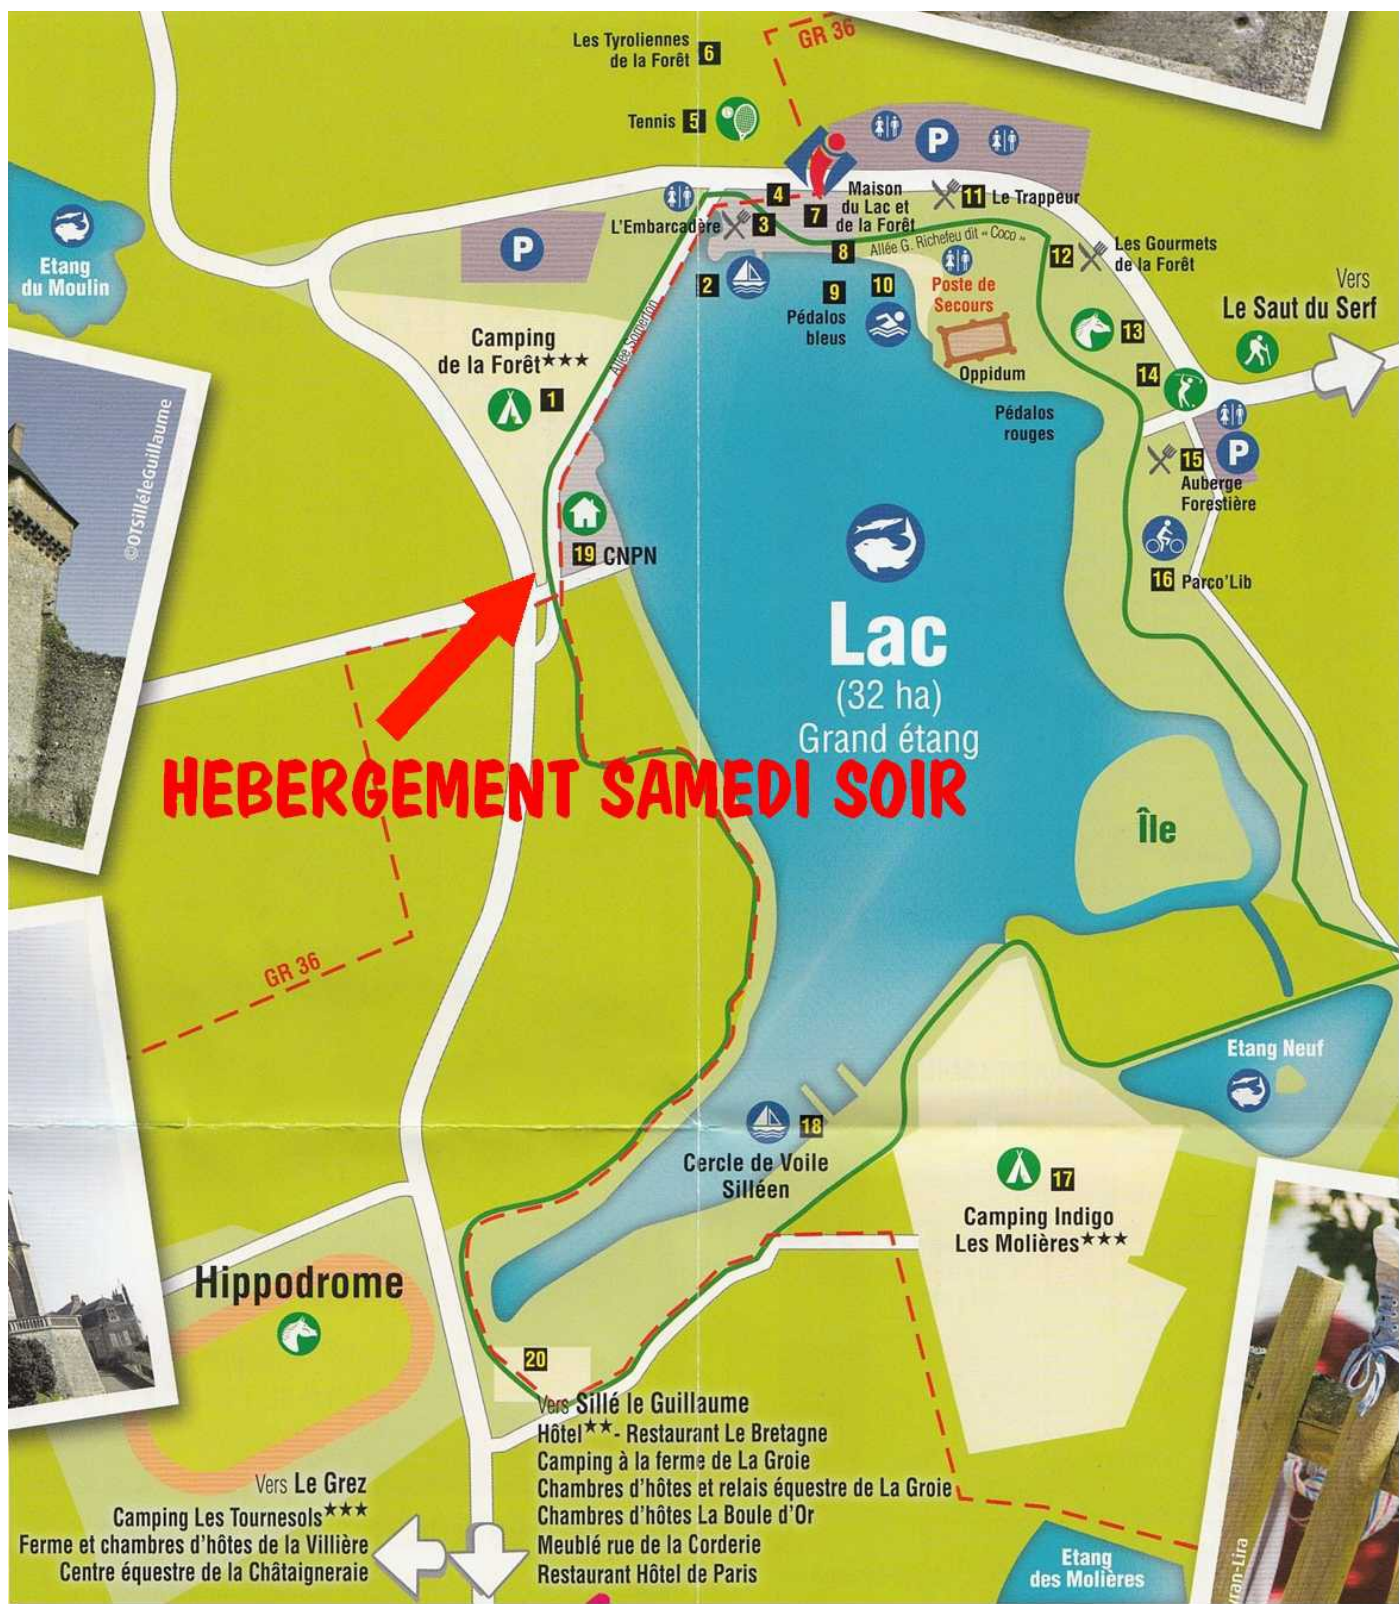 GR 36
Les Tyroliennes
de la Forêt 6
Tennis 5
P
4
7
Maison
du Lac et
de la Forêt
11 Le Trappeur
L'Embarcadère 3
Allée G. Richefeu dit « Coco »
8
12 Les Gourmets
de la Forêt
P
Etang
du Moulin
2
9
Pédalos
bleus
10
Poste de
Secours
Oppidum
Vers
Le Saut du Serf
13
14
Camping
de la Forêt★★★
1
Pédalos
rouges
P
15
Auberge
Forestière
©OTSilléleGuillaume
19 CNPN
16 Parco'Lib
Lac
(32 ha)
Grand étang
HEBERGEMENT SAMEDI SOIR
Île
GR 36
Etang Neuf
18
Cercle de Voile
Silléen
17
Camping Indigo
Les Molières★★★
Hippodrome
20
Vers Sillé le Guillaume
Hôtel★★- Restaurant Le Bretagne
Camping à la ferme de La Groie
Chambres d'hôtes et relais équestre de La Groie
Chambres d'hôtes La Boule d'Or
Meublé rue de la Corderie
Restaurant Hôtel de Paris
Vers Le Grez
Camping Les Tournesols★★★
Ferme et chambres d'hôtes de la Villière
Centre équestre de la Châtaigneraie
Etang
des Molières